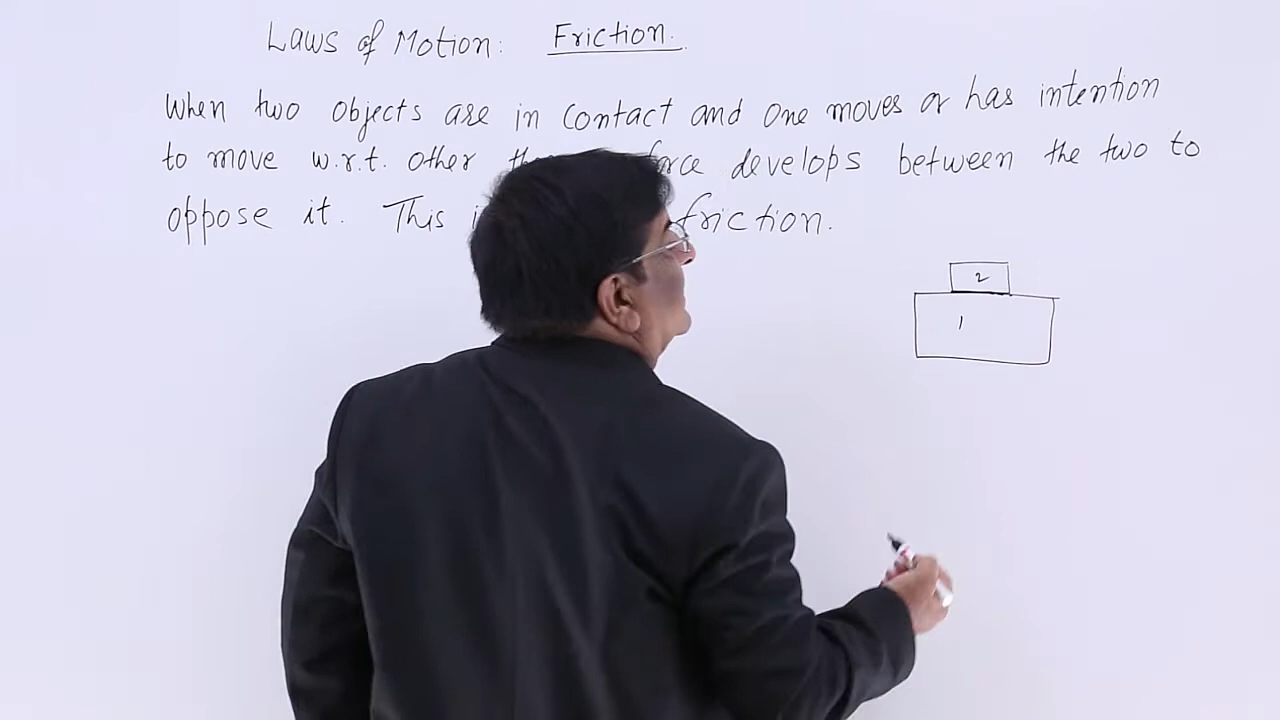 Laws of Motion: Friction.
When two objects are in contact and one moves or has intention
to move w.r.t. other develops between the two to
oppose it. This friction.
2
1